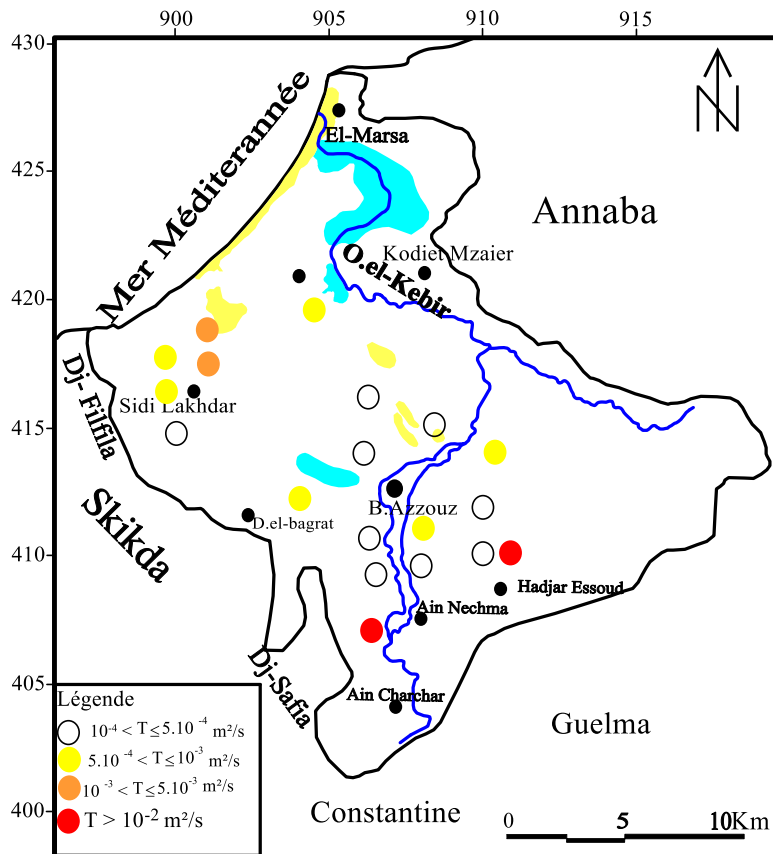 900 905 910 915
430
Mer Méditerannée
El-Marsa
425
Annaba
Kodiet Mzaier
O.el-Kebir
420
Dj- Filfila
Sidi Lakhdar
415
Skikda
B.Azzouz
D.el-bagrat
410
Hadjar Essoud
Ain Nechma
Dj-Safia
405
Ain Charchar
Guelma
Légende
10⁻⁴ < T ≤ 5.10⁻⁴ m²/s
5.10⁻⁴ < T ≤ 10⁻³ m²/s
10⁻³ < T ≤ 5.10⁻³ m²/s
T > 10⁻² m²/s
400
Constantine
0 5 10Km
N